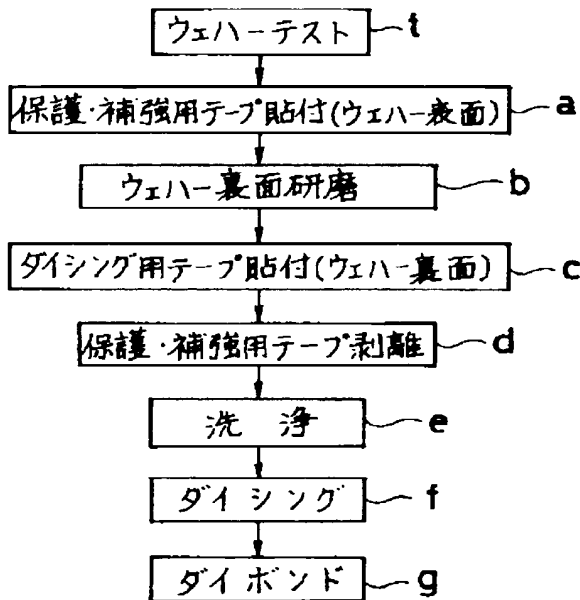 ウェハーテスト t
保護・補強用テープ貼付(ウェハー表面) a
ウェハー裏面研磨 b
ダイシング用テープ貼付(ウェハー裏面) c
保護・補強用テープ剥離 d
洗浄 e
ダイシング f
ダイボンド g